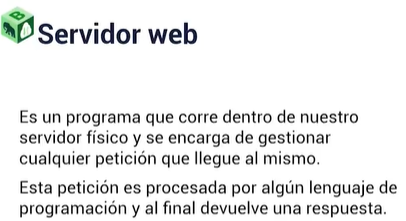 B
Servidor web
Es un programa que corre dentro de nuestro
servidor físico y se encarga de gestionar
cualquier petición que llegue al mismo.
Esta petición es procesada por algún lenguaje de
programación y al final devuelve una respuesta.